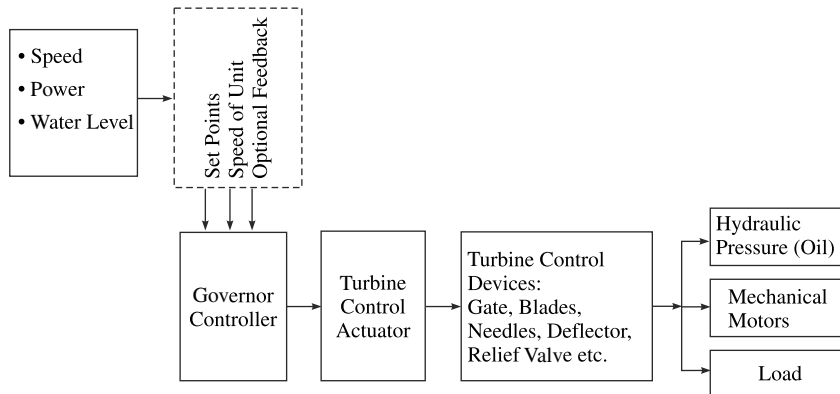 • Speed
• Power
• Water Level
Set Points
Speed of Unit
Optional Feedback
Governor
Controller
Turbine
Control
Actuator
Turbine Control
Devices:
Gate, Blades,
Needles, Deflector,
Relief Valve etc.
Hydraulic
Pressure (Oil)
Mechanical
Motors
Load